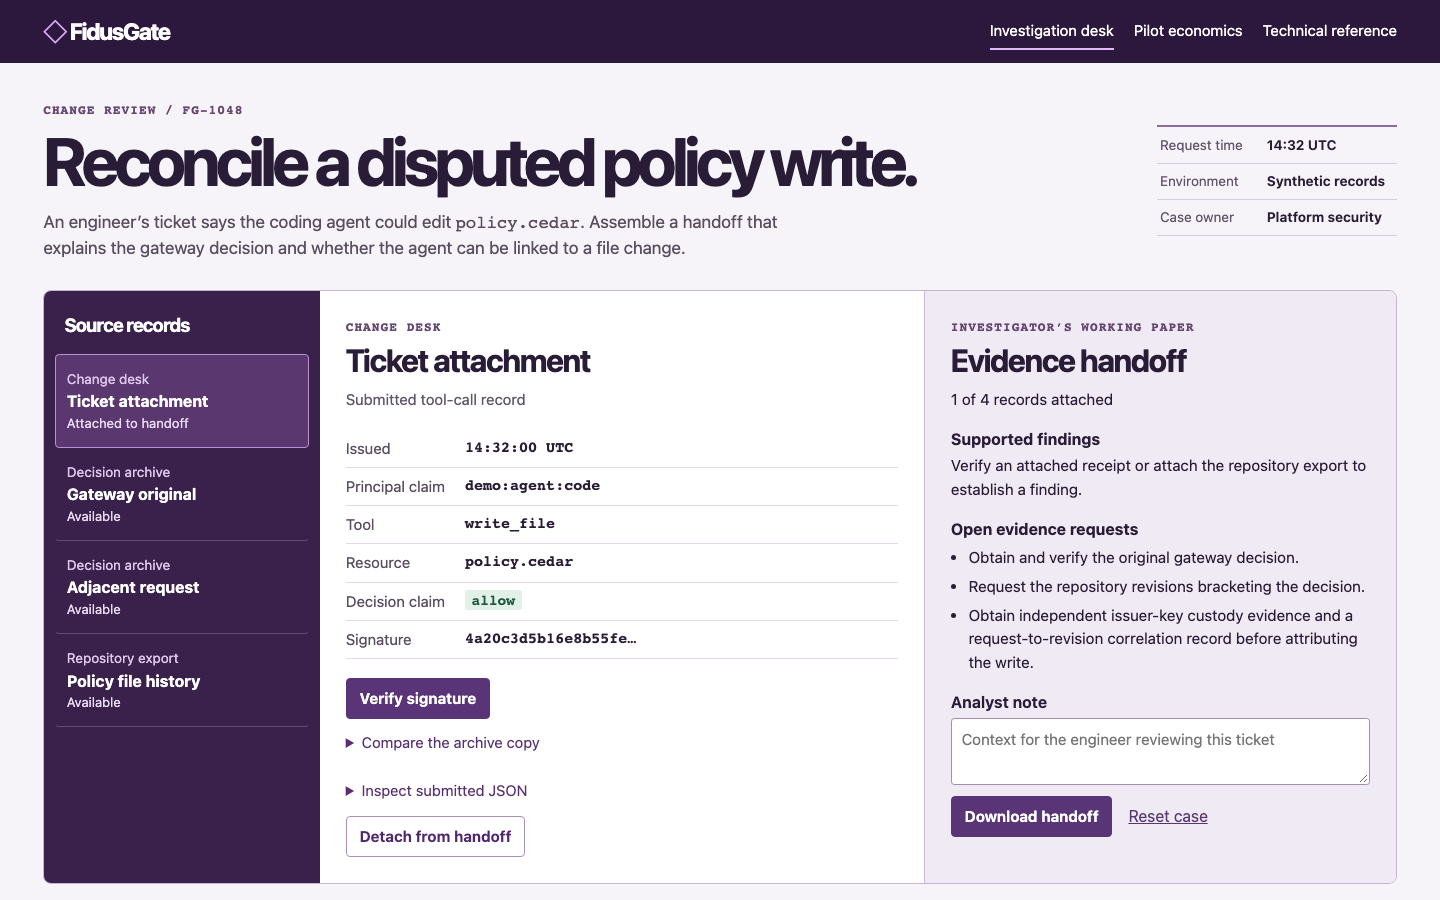 FidusGate
Investigation desk
Pilot economics
Technical reference
CHANGE REVIEW / FG-1048
Reconcile a disputed policy write.
An engineer’s ticket says the coding agent could edit policy.cedar. Assemble a handoff that
explains the gateway decision and whether the agent can be linked to a file change.
Request time 14:32 UTC
Environment Synthetic records
Case owner Platform security
Source records
Change desk
Ticket attachment
Attached to handoff
Decision archive
Gateway original
Available
Decision archive
Adjacent request
Available
Repository export
Policy file history
Available
CHANGE DESK
Ticket attachment
Submitted tool-call record
Issued 14:32:00 UTC
Principal claim demo:agent:code
Tool write_file
Resource policy.cedar
Decision claim allow
Signature 4a20c3d5b16e8b55fe…
Verify signature
Compare the archive copy
Inspect submitted JSON
Detach from handoff
INVESTIGATOR’S WORKING PAPER
Evidence handoff
1 of 4 records attached
Supported findings
Verify an attached receipt or attach the repository export to
establish a finding.
Open evidence requests
• Obtain and verify the original gateway decision.
• Request the repository revisions bracketing the decision.
• Obtain independent issuer-key custody evidence and a
request-to-revision correlation record before attributing
the write.
Analyst note
Context for the engineer reviewing this ticket
Download handoff
Reset case